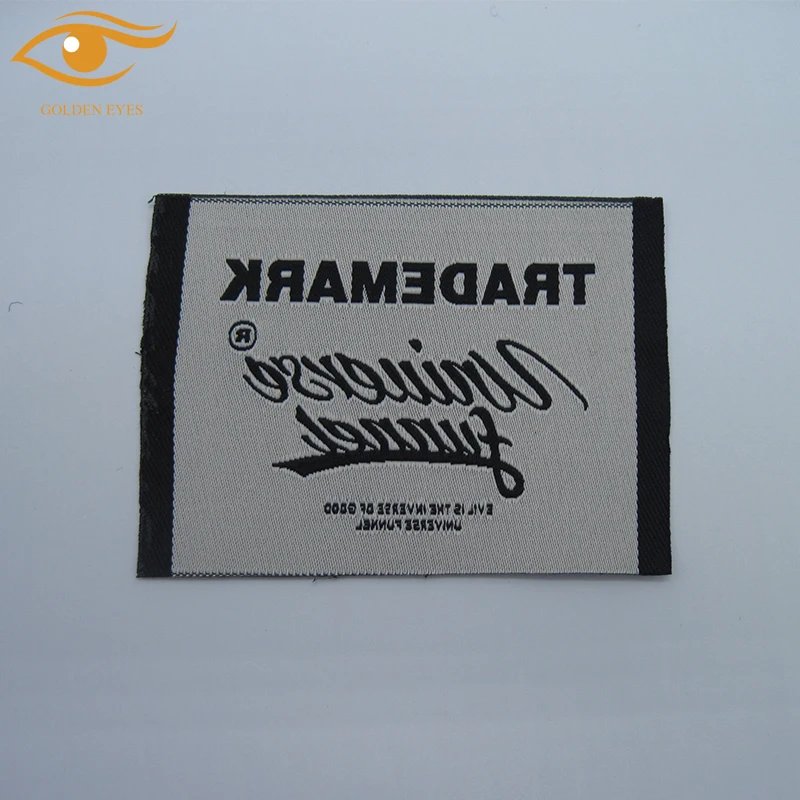 GOLDEN EYES
TRADEMARK
Universe ®
funnel
EVIL IS THE INVERSE OF GOOD
UNIVERSE FUNNEL